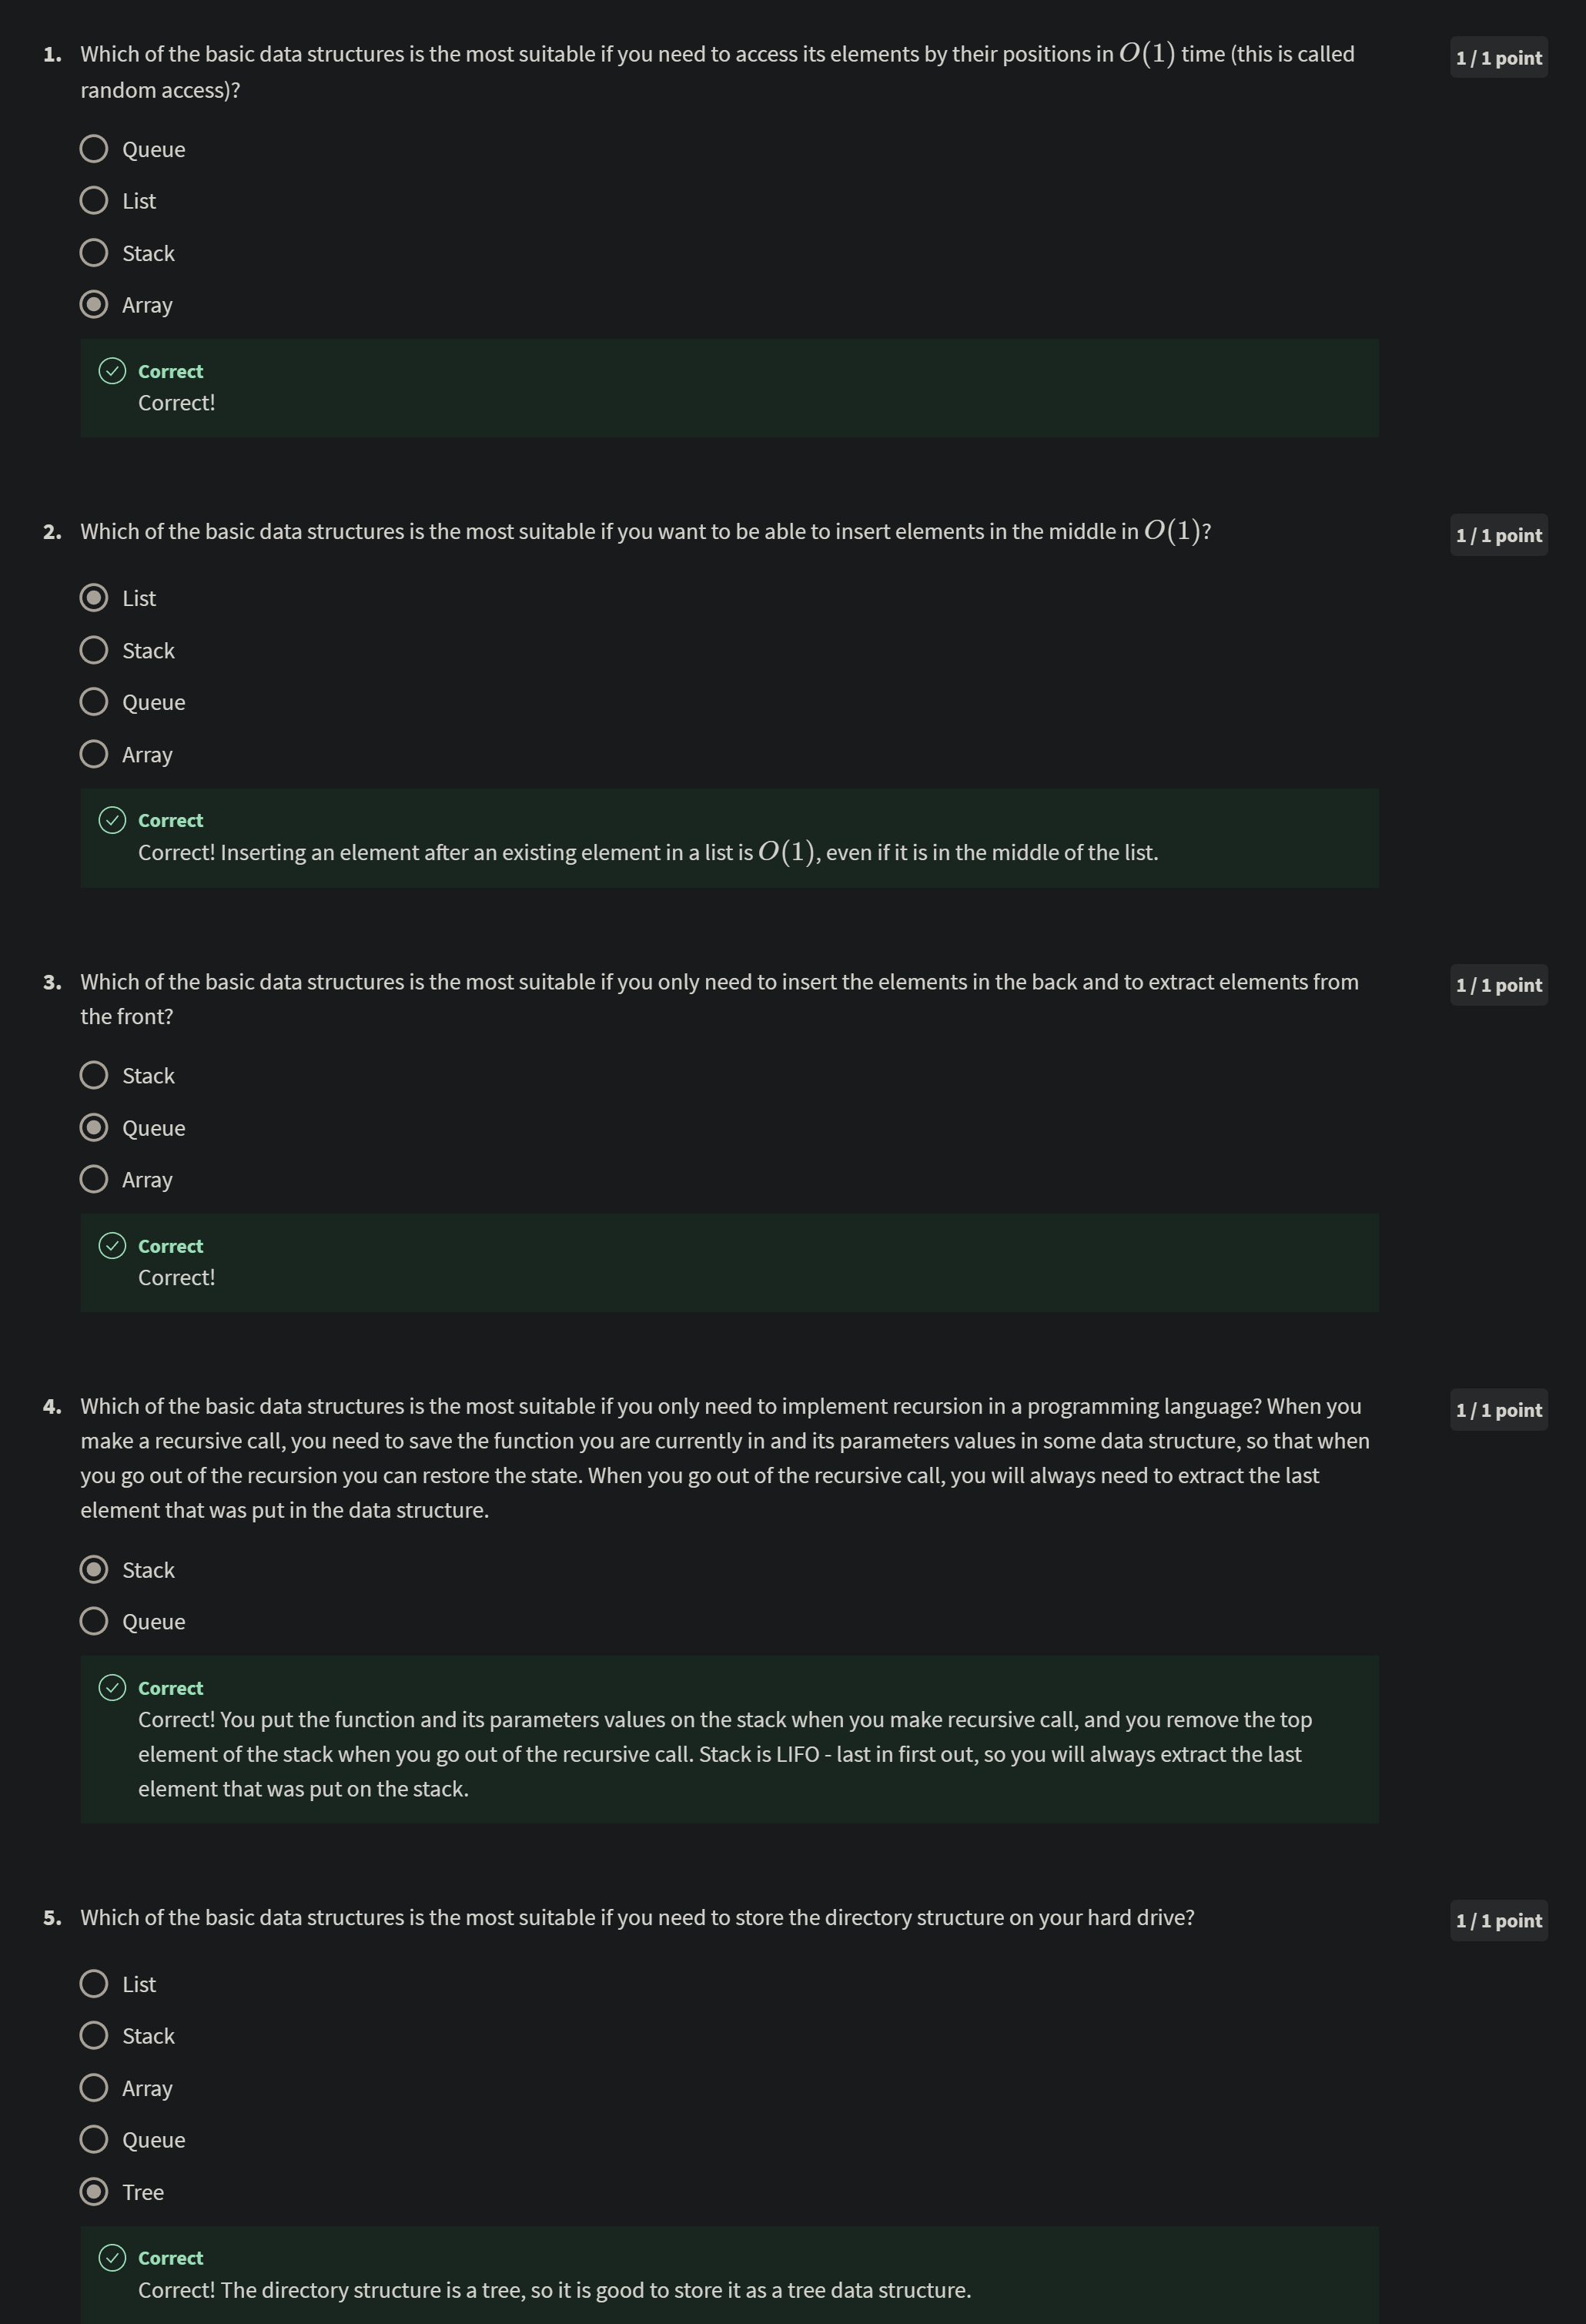 1. Which of the basic data structures is the most suitable if you need to access its elements by their positions in O(1) time (this is called
random access)?
1 / 1 point
Queue
List
Stack
Array
Correct
Correct!
2. Which of the basic data structures is the most suitable if you want to be able to insert elements in the middle in O(1)?
1 / 1 point
List
Stack
Queue
Array
Correct
Correct! Inserting an element after an existing element in a list is O(1), even if it is in the middle of the list.
3. Which of the basic data structures is the most suitable if you only need to insert the elements in the back and to extract elements from
the front?
1 / 1 point
Stack
Queue
Array
Correct
Correct!
4. Which of the basic data structures is the most suitable if you only need to implement recursion in a programming language? When you
make a recursive call, you need to save the function you are currently in and its parameters values in some data structure, so that when
you go out of the recursion you can restore the state. When you go out of the recursive call, you will always need to extract the last
element that was put in the data structure.
1 / 1 point
Stack
Queue
Correct
Correct! You put the function and its parameters values on the stack when you make recursive call, and you remove the top
element of the stack when you go out of the recursive call. Stack is LIFO - last in first out, so you will always extract the last
element that was put on the stack.
5. Which of the basic data structures is the most suitable if you need to store the directory structure on your hard drive?
1 / 1 point
List
Stack
Array
Queue
Tree
Correct
Correct! The directory structure is a tree, so it is good to store it as a tree data structure.